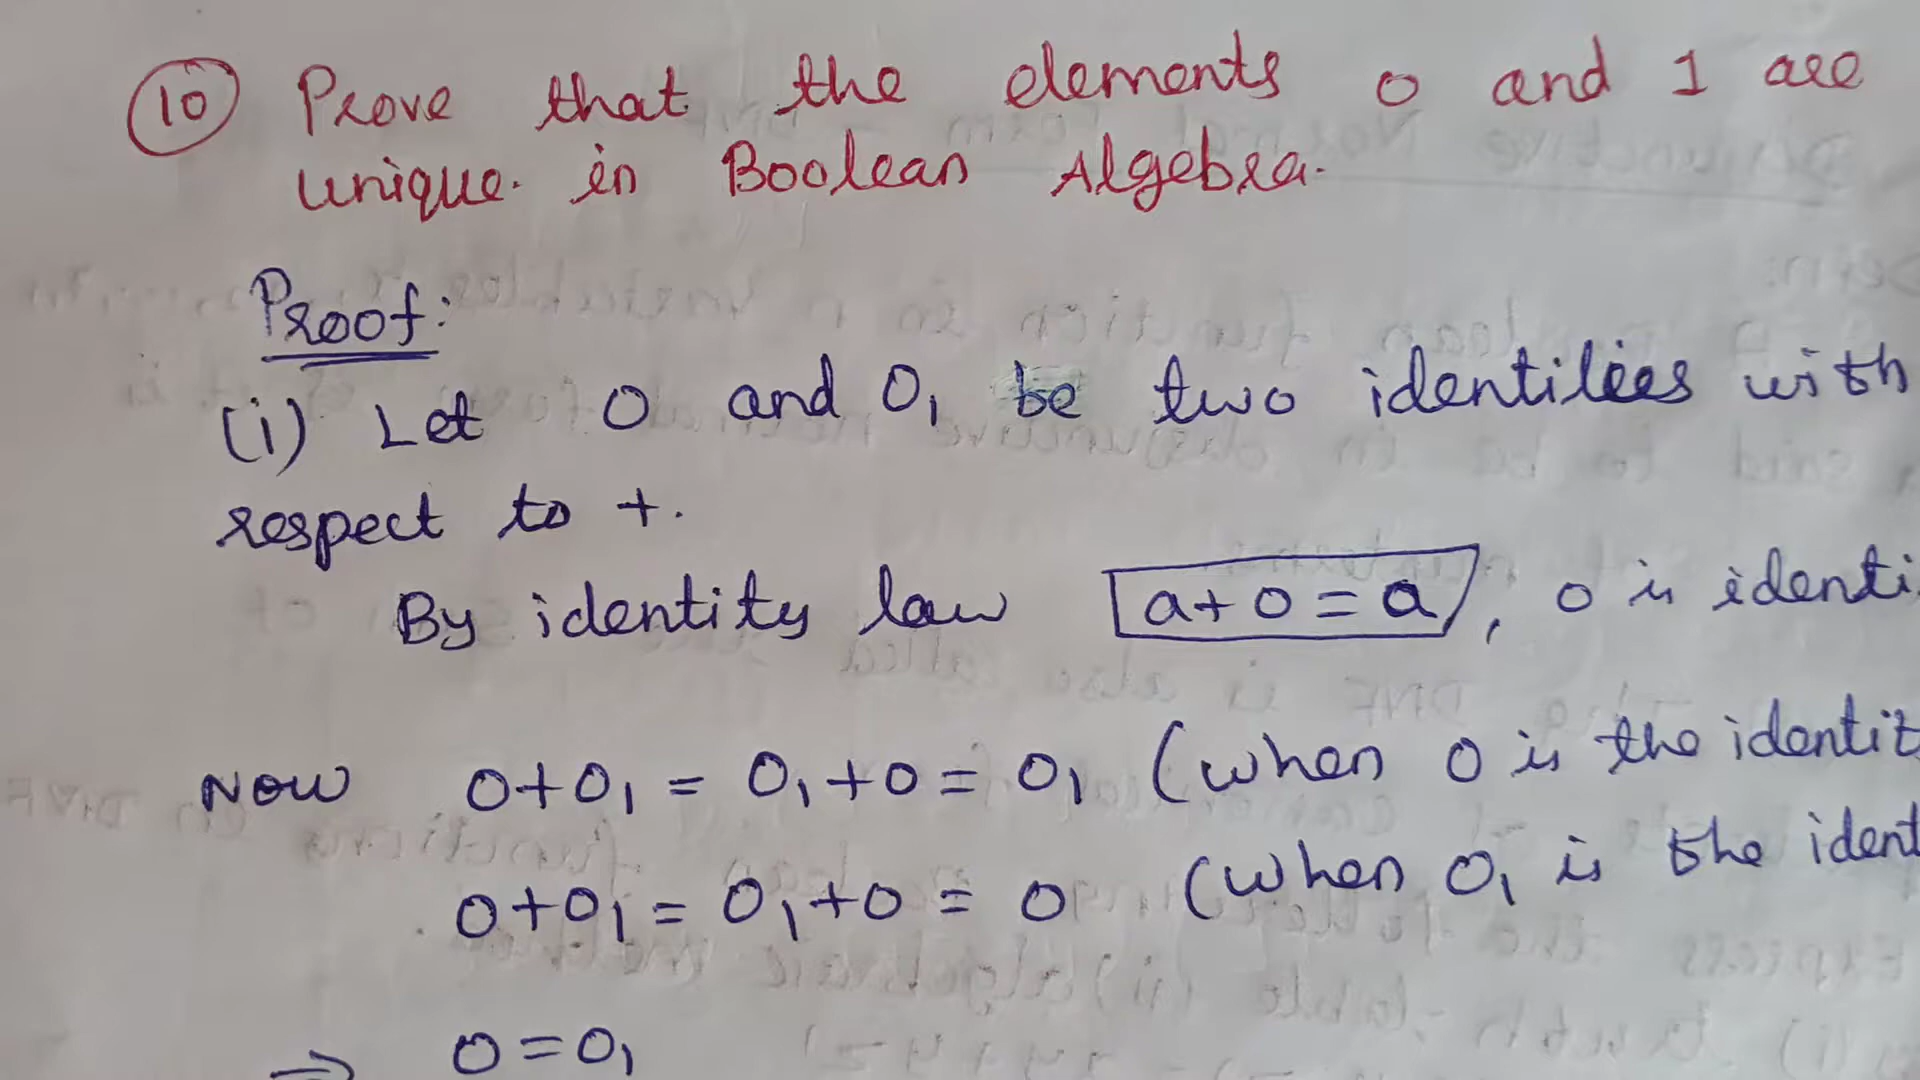 10 Prove that the elements 0 and 1 are
unique. in Boolean Algebra.
Proof:
(i) Let 0 and 0₁ be two identities with
respect to +.
By identity law a+0=a, 0 is identi
Now 0+0₁ = 0₁+0 = 0₁ (when 0 is the identit
0+0₁ = 0₁+0 = 0 (when 0₁ is the ident
⇒ 0=0₁